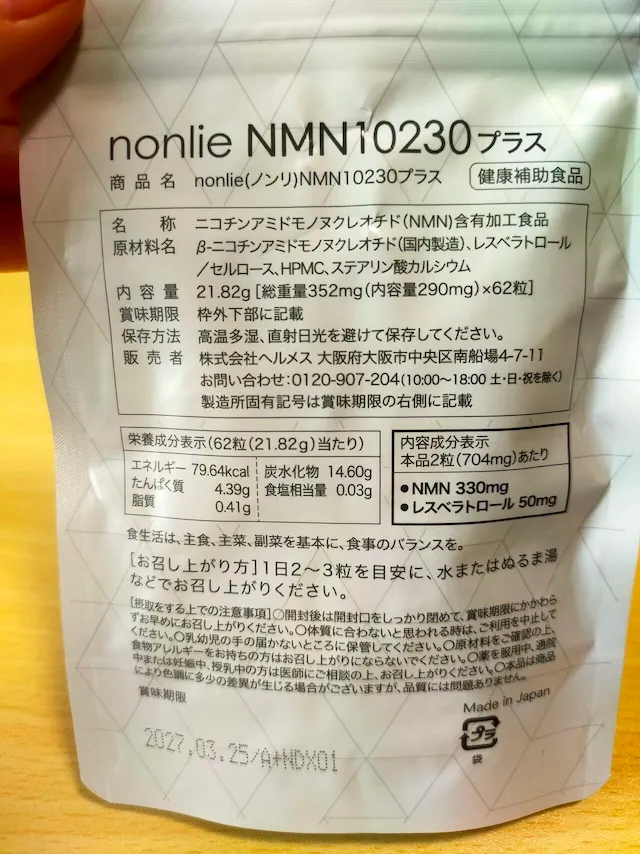 nonlie NMN10230プラス
商品名 nonlie(ノンリ)NMN10230プラス 健康補助食品
名称 ニコチンアミドモノヌクレオチド(NMN)含有加工食品
原材料名 β-ニコチンアミドモノヌクレオチド(国内製造)、レスベラトロール
/セルロース、HPMC、ステアリン酸カルシウム
内容量 21.82g[総重量352mg(内容量290mg)×62粒]
賞味期限 枠外下部に記載
保存方法 高温多湿、直射日光を避けて保存してください。
販売者 株式会社ヘルメス 大阪府大阪市中央区南船場4-7-11
お問い合わせ:0120-907-204(10:00~18:00 土・日・祝を除く)
製造所固有記号は賞味期限の右側に記載
栄養成分表示(62粒(21.82g)当たり)
エネルギー 79.64kcal 炭水化物 14.60g
たんぱく質 4.39g 食塩相当量 0.03g
脂質 0.41g
内容成分表示
本品2粒(704mg)あたり
●NMN 330mg
●レスベラトロール 50mg
食生活は、主食、主菜、副菜を基本に、食事のバランスを。
[お召し上がり方]1日2~3粒を目安に、水またはぬるま湯
などでお召し上がりください。
[摂取をする上での注意事項]○開封後は開封口をしっかり閉めて、賞味期限にかかわら
ずお早めにお召し上がりください。○体質に合わないと思われる時は、ご利用を中止して
ください。○乳幼児の手の届かないところに保管してください。○原材料をご確認の上、
食物アレルギーをお持ちの方はお召し上がりにならないでください。○薬を服用中、通院
中または妊娠中、授乳中の方は医師にご相談の上、お召し上がりください。○本品は商品
により色調に多少の差異が生じる場合がございますが、品質には問題ありません。
賞味期限
2027.03.25/A+NDX01
Made in Japan
プラ
袋